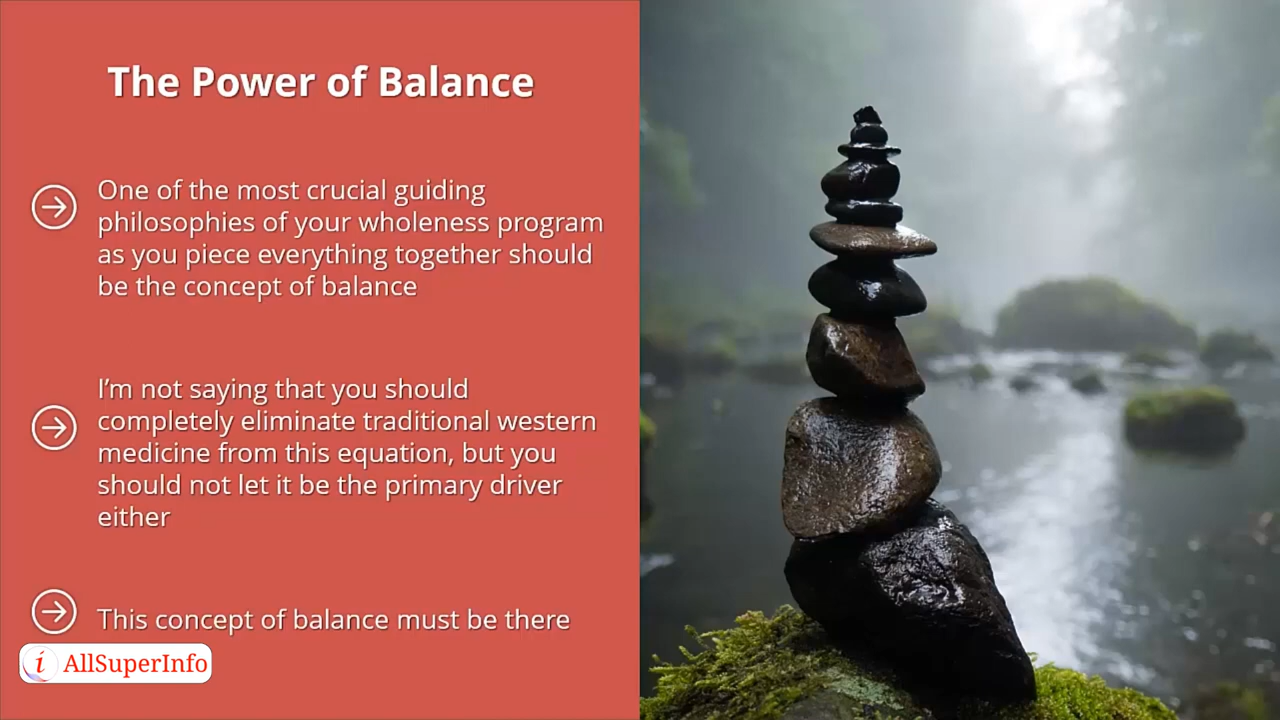 The Power of Balance
One of the most crucial guiding
philosophies of your wholeness program
as you piece everything together should
be the concept of balance
I’m not saying that you should
completely eliminate traditional western
medicine from this equation, but you
should not let it be the primary driver
either
This concept of balance must be there
i AllSuperInfo